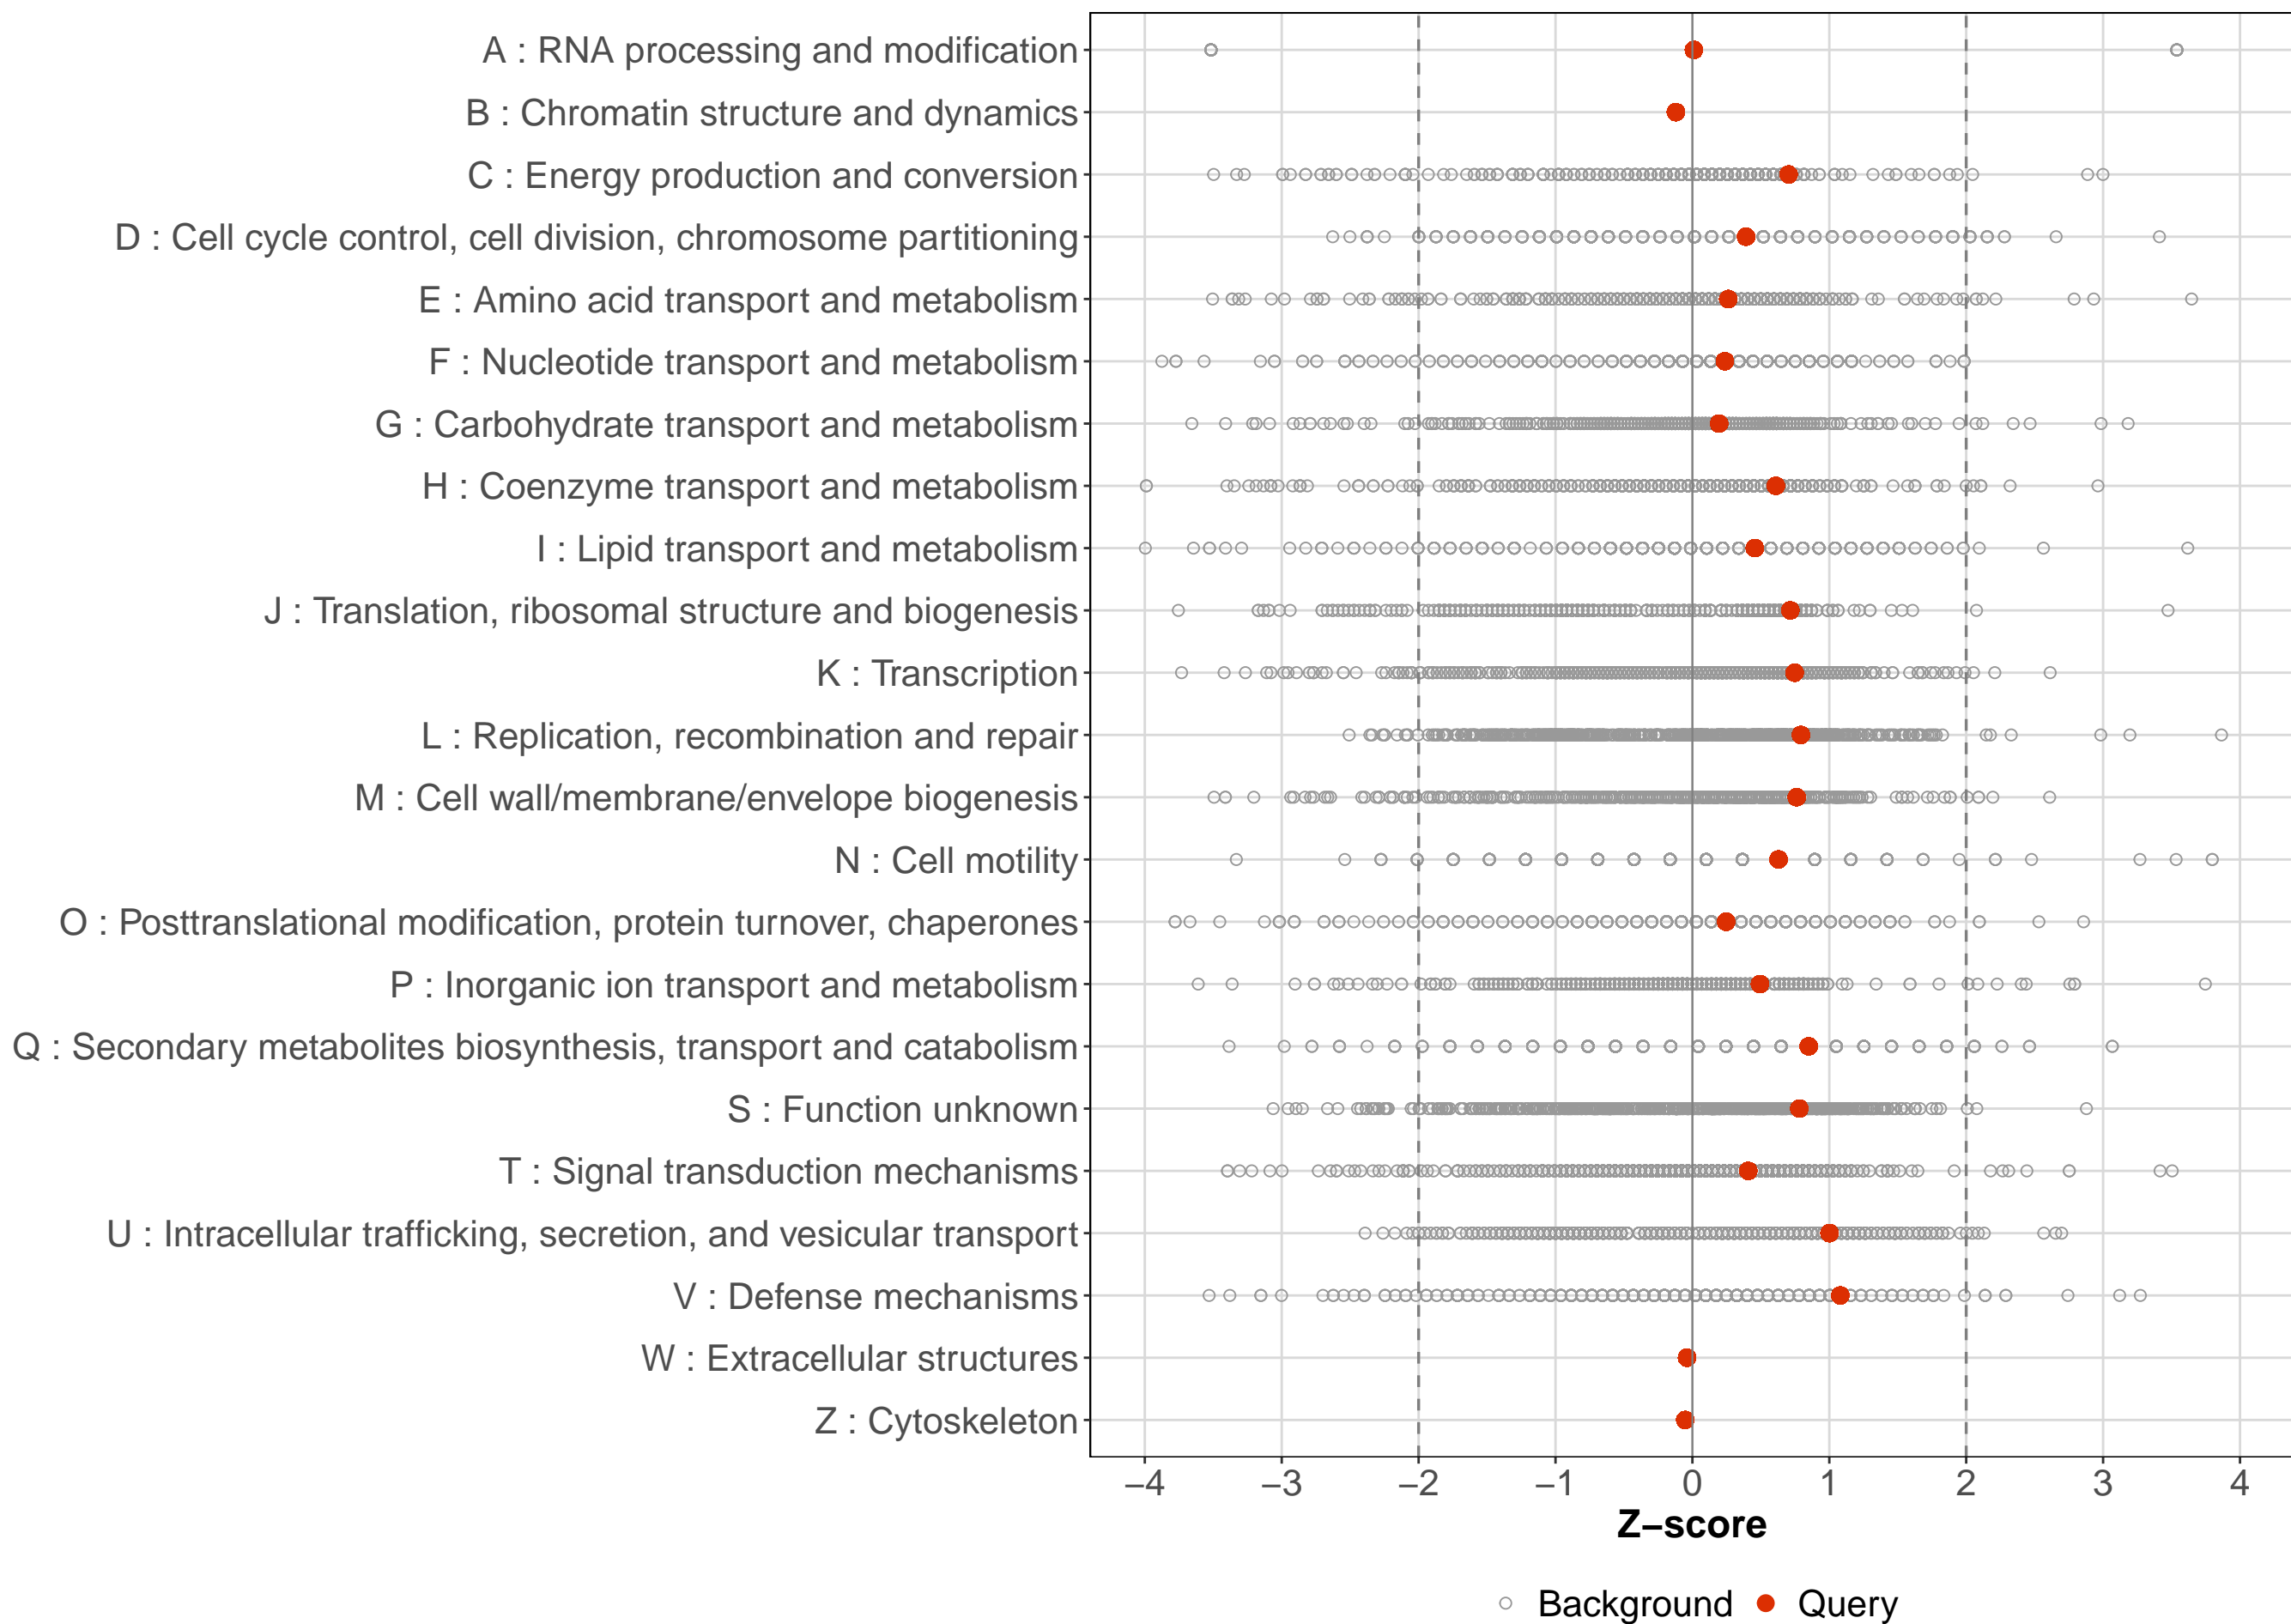 A : RNA processing and modification
B : Chromatin structure and dynamics
C : Energy production and conversion
D : Cell cycle control, cell division, chromosome partitioning
E : Amino acid transport and metabolism
F : Nucleotide transport and metabolism
G : Carbohydrate transport and metabolism
H : Coenzyme transport and metabolism
I : Lipid transport and metabolism
J : Translation, ribosomal structure and biogenesis
K : Transcription
L : Replication, recombination and repair
M : Cell wall/membrane/envelope biogenesis
N : Cell motility
O : Posttranslational modification, protein turnover, chaperones
P : Inorganic ion transport and metabolism
Q : Secondary metabolites biosynthesis, transport and catabolism
S : Function unknown
T : Signal transduction mechanisms
U : Intracellular trafficking, secretion, and vesicular transport
V : Defense mechanisms
W : Extracellular structures
Z : Cytoskeleton
−4 −3 −2 −1 0 1 2 3 4
Z−score
Background Query